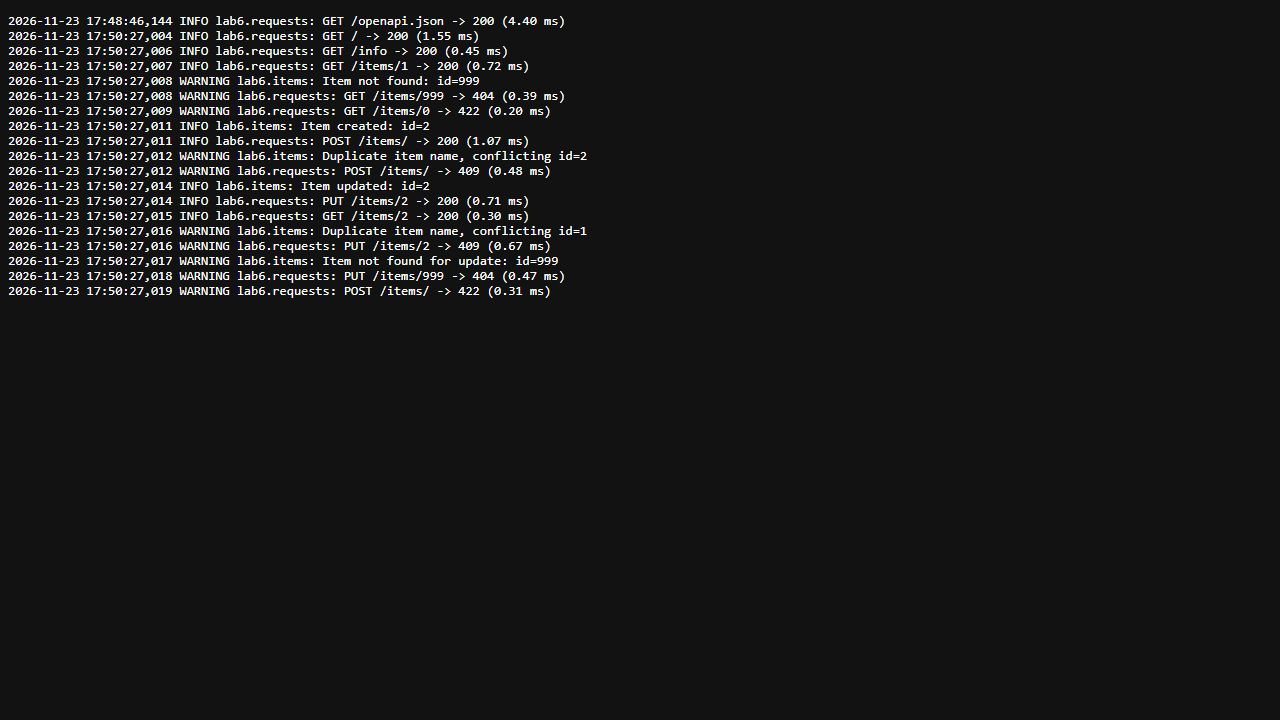 2026-11-23 17:48:46,144 INFO lab6.requests: GET /openapi.json -> 200 (4.40 ms)
2026-11-23 17:50:27,004 INFO lab6.requests: GET / -> 200 (1.55 ms)
2026-11-23 17:50:27,006 INFO lab6.requests: GET /info -> 200 (0.45 ms)
2026-11-23 17:50:27,007 INFO lab6.requests: GET /items/1 -> 200 (0.72 ms)
2026-11-23 17:50:27,008 WARNING lab6.items: Item not found: id=999
2026-11-23 17:50:27,008 WARNING lab6.requests: GET /items/999 -> 404 (0.39 ms)
2026-11-23 17:50:27,009 WARNING lab6.requests: GET /items/0 -> 422 (0.20 ms)
2026-11-23 17:50:27,011 INFO lab6.items: Item created: id=2
2026-11-23 17:50:27,011 INFO lab6.requests: POST /items/ -> 200 (1.07 ms)
2026-11-23 17:50:27,012 WARNING lab6.items: Duplicate item name, conflicting id=2
2026-11-23 17:50:27,012 WARNING lab6.requests: POST /items/ -> 409 (0.48 ms)
2026-11-23 17:50:27,014 INFO lab6.items: Item updated: id=2
2026-11-23 17:50:27,014 INFO lab6.requests: PUT /items/2 -> 200 (0.71 ms)
2026-11-23 17:50:27,015 INFO lab6.requests: GET /items/2 -> 200 (0.30 ms)
2026-11-23 17:50:27,016 WARNING lab6.items: Duplicate item name, conflicting id=1
2026-11-23 17:50:27,016 WARNING lab6.requests: PUT /items/2 -> 409 (0.67 ms)
2026-11-23 17:50:27,017 WARNING lab6.items: Item not found for update: id=999
2026-11-23 17:50:27,018 WARNING lab6.requests: PUT /items/999 -> 404 (0.47 ms)
2026-11-23 17:50:27,019 WARNING lab6.requests: POST /items/ -> 422 (0.31 ms)